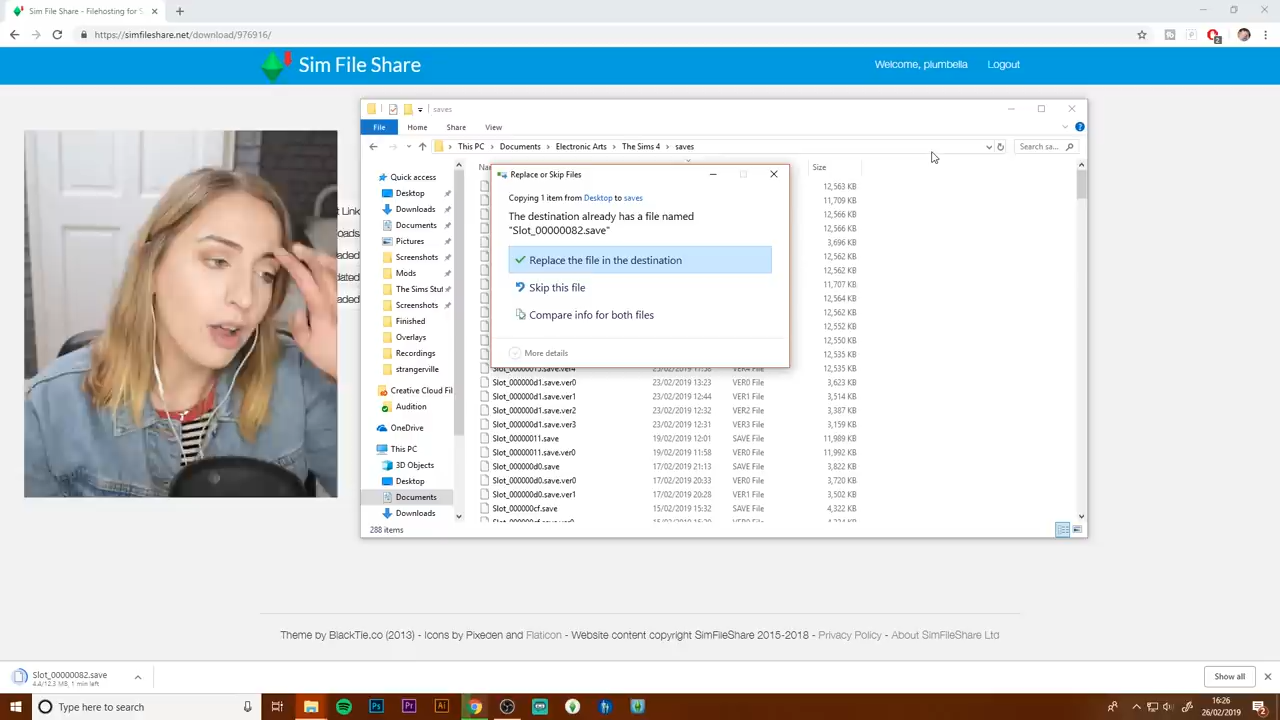 Sim File Share - Filehosting for S
https://simfileshare.net/download/976916/
Sim File Share
Welcome, plumbella
Logout
saves
File
Home
Share
View
This PC > Documents > Electronic Arts > The Sims 4 > saves
Search sa...
Size
Quick access
Desktop
Downloads
Documents
Pictures
Screenshots
Mods
The Sims Stu
Screenshots
Finished
Overlays
Recordings
strangerville
Creative Cloud Fil
Audition
OneDrive
This PC
3D Objects
Desktop
Documents
Downloads
Replace or Skip Files
Copying 1 item from Desktop to saves
The destination already has a file named
"Slot_00000082.save"
Replace the file in the destination
Skip this file
Compare info for both files
More details
12,563 KB
11,709 KB
12,566 KB
12,566 KB
3,696 KB
12,562 KB
12,562 KB
11,707 KB
12,564 KB
12,562 KB
12,552 KB
12,550 KB
12,535 KB
12,535 KB
Slot_000000d1.save.ver0 23/02/2019 13:23 VER0 File 3,623 KB
Slot_000000d1.save.ver1 23/02/2019 12:44 VER1 File 3,514 KB
Slot_000000d1.save.ver2 23/02/2019 12:32 VER2 File 3,387 KB
Slot_000000d1.save.ver3 23/02/2019 12:31 VER3 File 3,159 KB
Slot_00000011.save 19/02/2019 12:01 SAVE File 11,989 KB
Slot_00000011.save.ver0 19/02/2019 11:58 VER0 File 11,992 KB
Slot_000000d0.save 17/02/2019 21:13 SAVE File 3,822 KB
Slot_000000d0.save.ver0 17/02/2019 20:33 VER0 File 3,720 KB
Slot_000000d0.save.ver1 17/02/2019 20:28 VER1 File 3,502 KB
Slot_000000cf.save 15/02/2019 16:32 SAVE File 4,322 KB
288 items
Theme by BlackTie.co (2013) - Icons by Pixeden and Flaticon - Website content copyright SimFileShare 2015-2018 - Privacy Policy - About SimFileShare Ltd
Slot_00000082.save
4.4/12.3 MB, 1 min left
Show all
Type here to search
16:26
26/02/2019